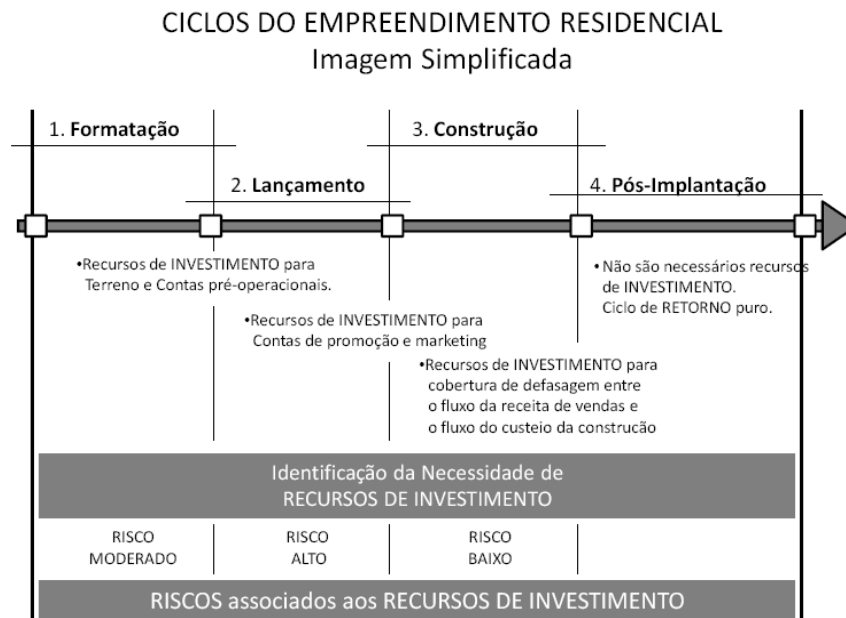 CICLOS DO EMPREENDIMENTO RESIDENCIAL
Imagem Simplificada
1. Formatação
3. Construção
2. Lançamento
4. Pós-Implantação
•Recursos de INVESTIMENTO para
Terreno e Contas pré-operacionais.
• Não são necessários recursos
de INVESTIMENTO.
Ciclo de RETORNO puro.
•Recursos de INVESTIMENTO para
Contas de promoção e marketing
•Recursos de INVESTIMENTO para
cobertura de defasagem entre
o fluxo da receita de vendas e
o fluxo do custeio da construcão
Identificação da Necessidade de
RECURSOS DE INVESTIMENTO
RISCO
MODERADO
RISCO
ALTO
RISCO
BAIXO
RISCOS associados aos RECURSOS DE INVESTIMENTO